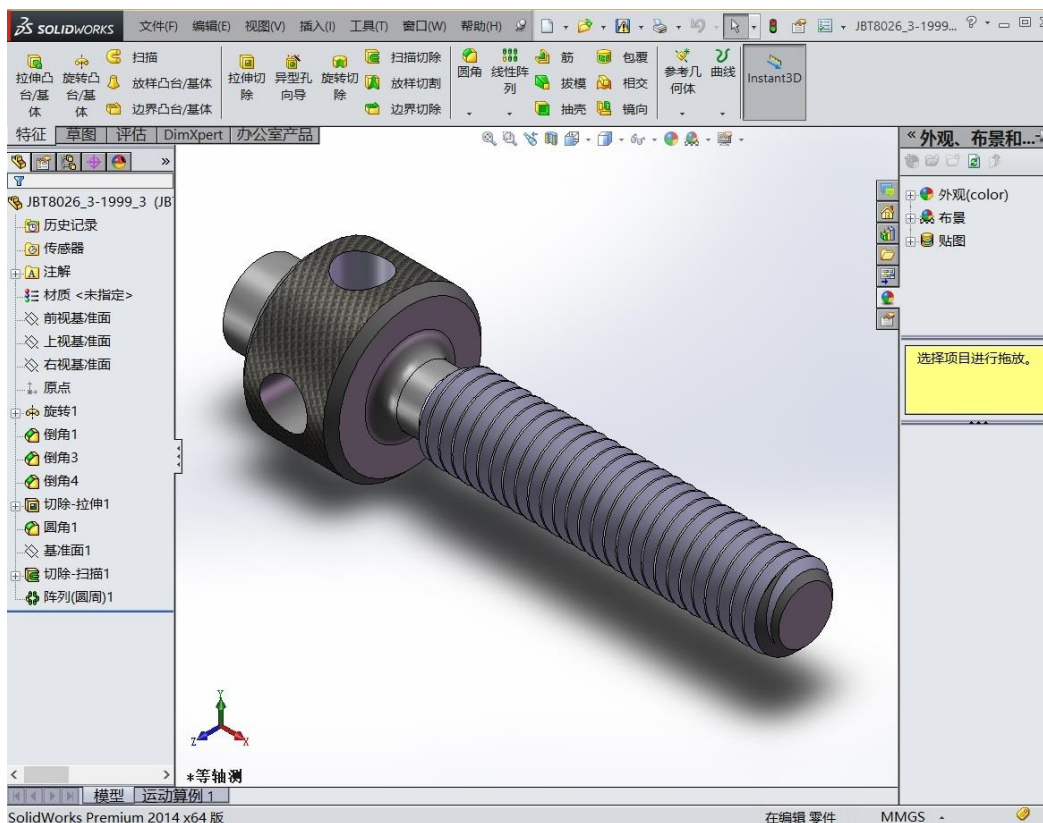 SOLIDWORKS 文件(F) 编辑(E) 视图(V) 插入(I) 工具(T) 窗口(W) 帮助(H) JBT8026_3-1999...
拉伸凸台/基体
旋转凸台/基体
扫描
放样凸台/基体
边界凸台/基体
拉伸切除
异型孔向导
旋转切除
扫描切除
放样切割
边界切除
圆角
线性阵列
筋
拔模
抽壳
包覆
相交
镜向
参考几何体
曲线
Instant3D
特征 草图 评估 DimXpert 办公室产品
JBT8026_3-1999_3 (JB
历史记录
传感器
注解
材质 <未指定>
前视基准面
上视基准面
右视基准面
原点
旋转1
倒角1
倒角3
倒角4
切除-拉伸1
圆角1
基准面1
切除-扫描1
阵列(圆周)1
Y
Z X
*等轴测
外观、布景和...
外观(color)
布景
贴图
选择项目进行拖放。
模型 运动算例 1
SolidWorks Premium 2014 x64 版 在编辑 零件 MMGS